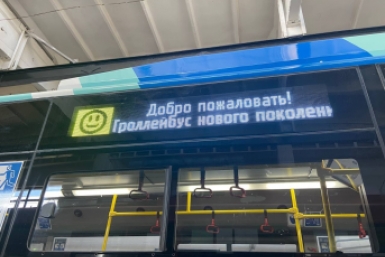 Добро пожаловать!
Троллейбус нового поколен